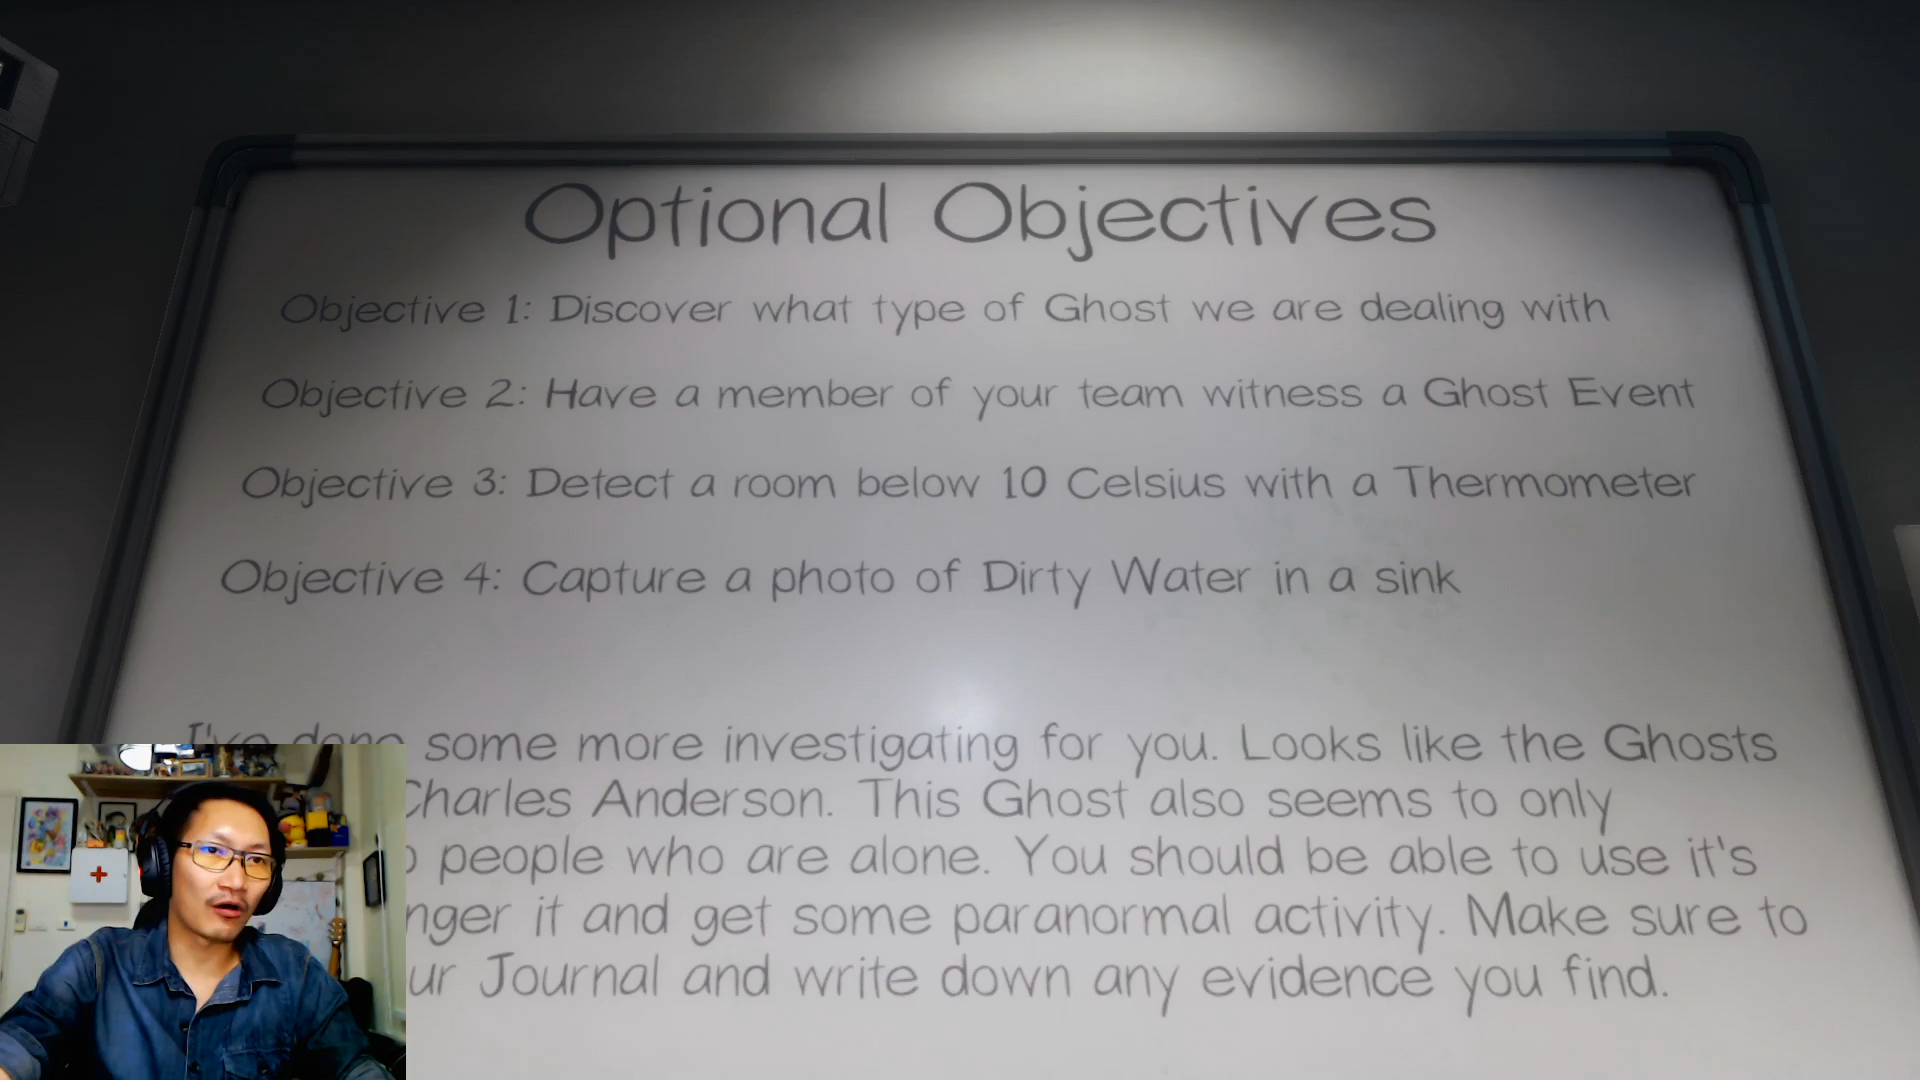 Optional Objectives
Objective 1: Discover what type of Ghost we are dealing with
Objective 2: Have a member of your team witness a Ghost Event
Objective 3: Detect a room below 10 Celsius with a Thermometer
Objective 4: Capture a photo of Dirty Water in a sink
I've done some more investigating for you. Looks like the Ghosts
Charles Anderson. This Ghost also seems to only
people who are alone. You should be able to use it's
it and get some paranormal activity. Make sure to
Journal and write down any evidence you find.